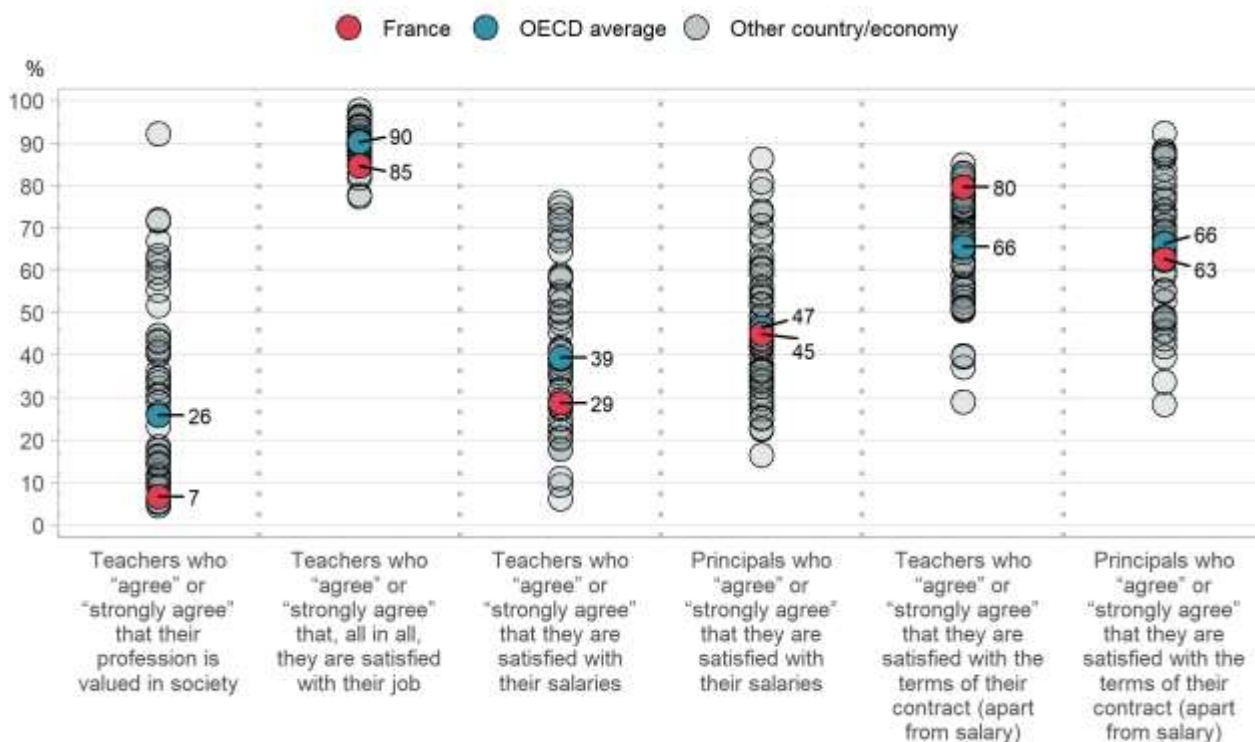 France OECD average Other country/economy
%
100
90
80
70
60
50
40
30
20
10
0
26
7
90
85
39
29
47
45
80
66
66
63
Teachers who
“agree” or
“strongly agree”
that their
profession is
valued in society
Teachers who
“agree” or
“strongly agree”
that, all in all,
they are satisfied
with their job
Teachers who
“agree” or
“strongly agree”
that they are
satisfied with
their salaries
Principals who
“agree” or
“strongly agree”
that they are
satisfied with
their salaries
Teachers who
“agree” or
“strongly agree”
that they are
satisfied with the
terms of their
contract (apart
from salary)
Principals who
“agree” or
“strongly agree”
that they are
satisfied with the
terms of their
contract (apart
from salary)